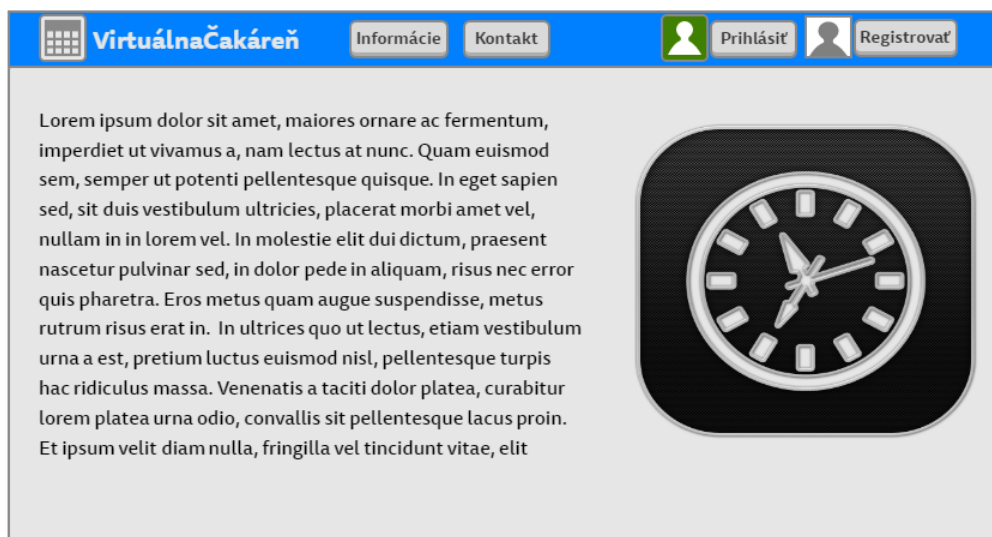 VirtuálnaČakáreň
Informácie
Kontakt
Prihlásiť
Registrovať
Lorem ipsum dolor sit amet, maiores ornare ac fermentum,
imperdiet ut vivamus a, nam lectus at nunc. Quam euismod
sem, semper ut potenti pellentesque quisque. In eget sapien
sed, sit duis vestibulum ultricies, placerat morbi amet vel,
nullam in in lorem vel. In molestie elit dui dictum, praesent
nascetur pulvinar sed, in dolor pede in aliquam, risus nec error
quis pharetra. Eros metus quam augue suspendisse, metus
rutrum risus erat in. In ultrices quo ut lectus, etiam vestibulum
urna a est, pretium luctus euismod nisl, pellentesque turpis
hac ridiculus massa. Venenatis a taciti dolor platea, curabitur
lorem platea urna odio, convallis sit pellentesque lacus proin.
Et ipsum velit diam nulla, fringilla vel tincidunt vitae, elit